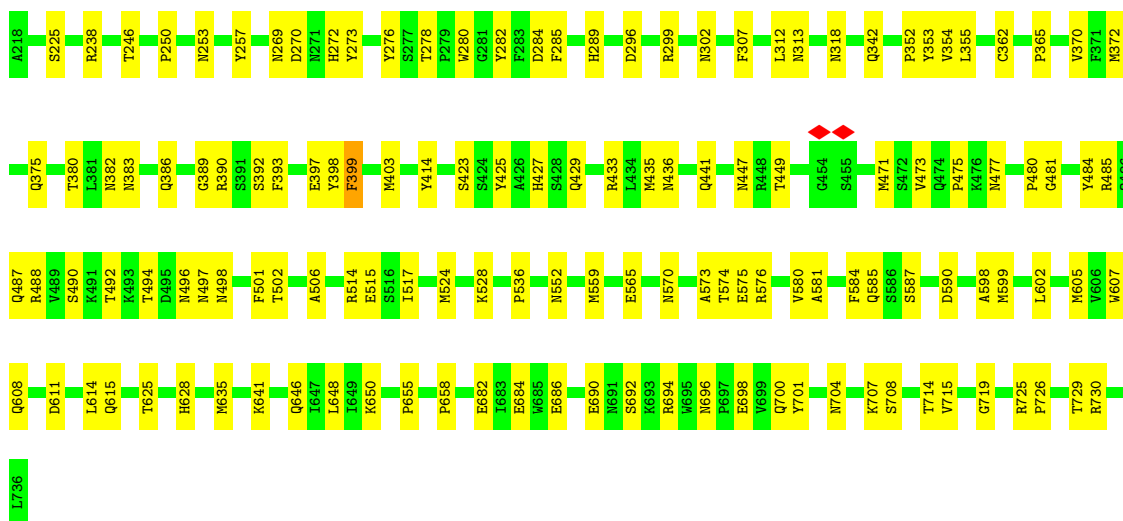 A218 S225 R238 T246 P250 N253 Y257 N269 D270 N271 H272 Y273 Y276 S277 T278 P279 W280 G281 Y282 F283 D284 F285 H289 D296 R299 N302 F307 L312 N313 N318 Q342 P352 Y353 V354 L355 C362 P365 V370 F371 M372
Q375 T380 L381 N382 N383 Q386 G389 R390 S391 S392 F393 E397 Y398 F399 M403 Y414 S423 S424 Y425 A426 H427 S428 Q429 R433 L434 M435 N436 Q441 N447 R448 T449 G454 S455 M471 S472 V473 Q474 P475 K476 N477 P480 G481 Y484 R485
Q487 R488 V489 S490 K491 T492 K493 T494 D495 N496 N497 N498 F501 T502 A506 R514 E515 S516 I517 M524 K528 P536 N552 M559 E565 N570 A573 T574 E575 R576 V580 A581 F584 Q585 S586 S587 D590 A598 M599 L602 M605 V606 W607
Q608 D611 L614 Q615 T625 H628 M635 K641 Q646 I647 L648 I649 K650 P655 P658 E682 I683 E684 W685 E686 E690 N691 S692 K693 R694 W695 N696 P697 E698 V699 Q700 Y701 N704 K707 S708 T714 V715 G719 R725 P726 T729 R730
L736